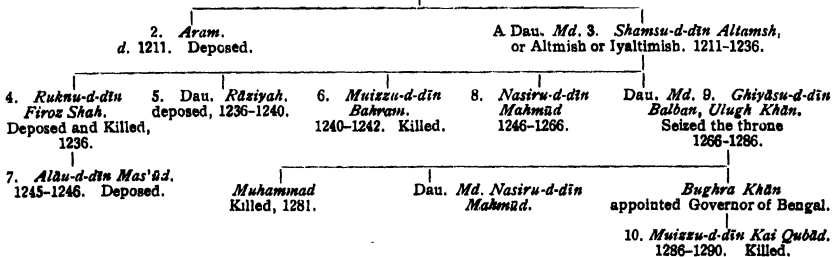 2. Aram.
d. 1211. Deposed.
A Dau. Md. 3. Shamsu-d-dīn Altamsh,
or Altmish or Iyaltimish. 1211-1236.
4. Ruknu-d-dīn
Firoz Shah.
Deposed and Killed,
1236.
5. Dau. Rāziyah.
deposed, 1236-1240.
6. Muizzu-d-dīn
Bahram.
1240-1242. Killed.
8. Nasiru-d-dīn
Mahmūd
1246-1266.
Dau. Md. 9. Ghiyāsu-d-dīn
Balban, Ulugh Khān.
Seized the throne
1266-1286.
7. Alāu-d-dīn Mas'ūd.
1245-1246. Deposed.
Muhammad
Killed, 1281.
Dau. Md. Nasiru-d-dīn
Mahmūd.
Bughra Khān
appointed Governor of Bengal.
10. Muizzu-d-dīn Kai Qubād.
1286-1290. Killed.